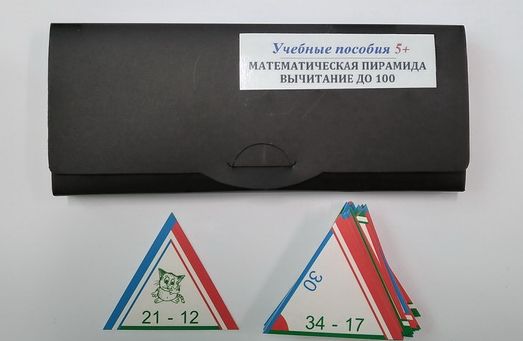 Учебные пособия 5+
МАТЕМАТИЧЕСКАЯ ПИРАМИДА
ВЫЧИТАНИЕ ДО 100
21 - 12
30
34 - 17